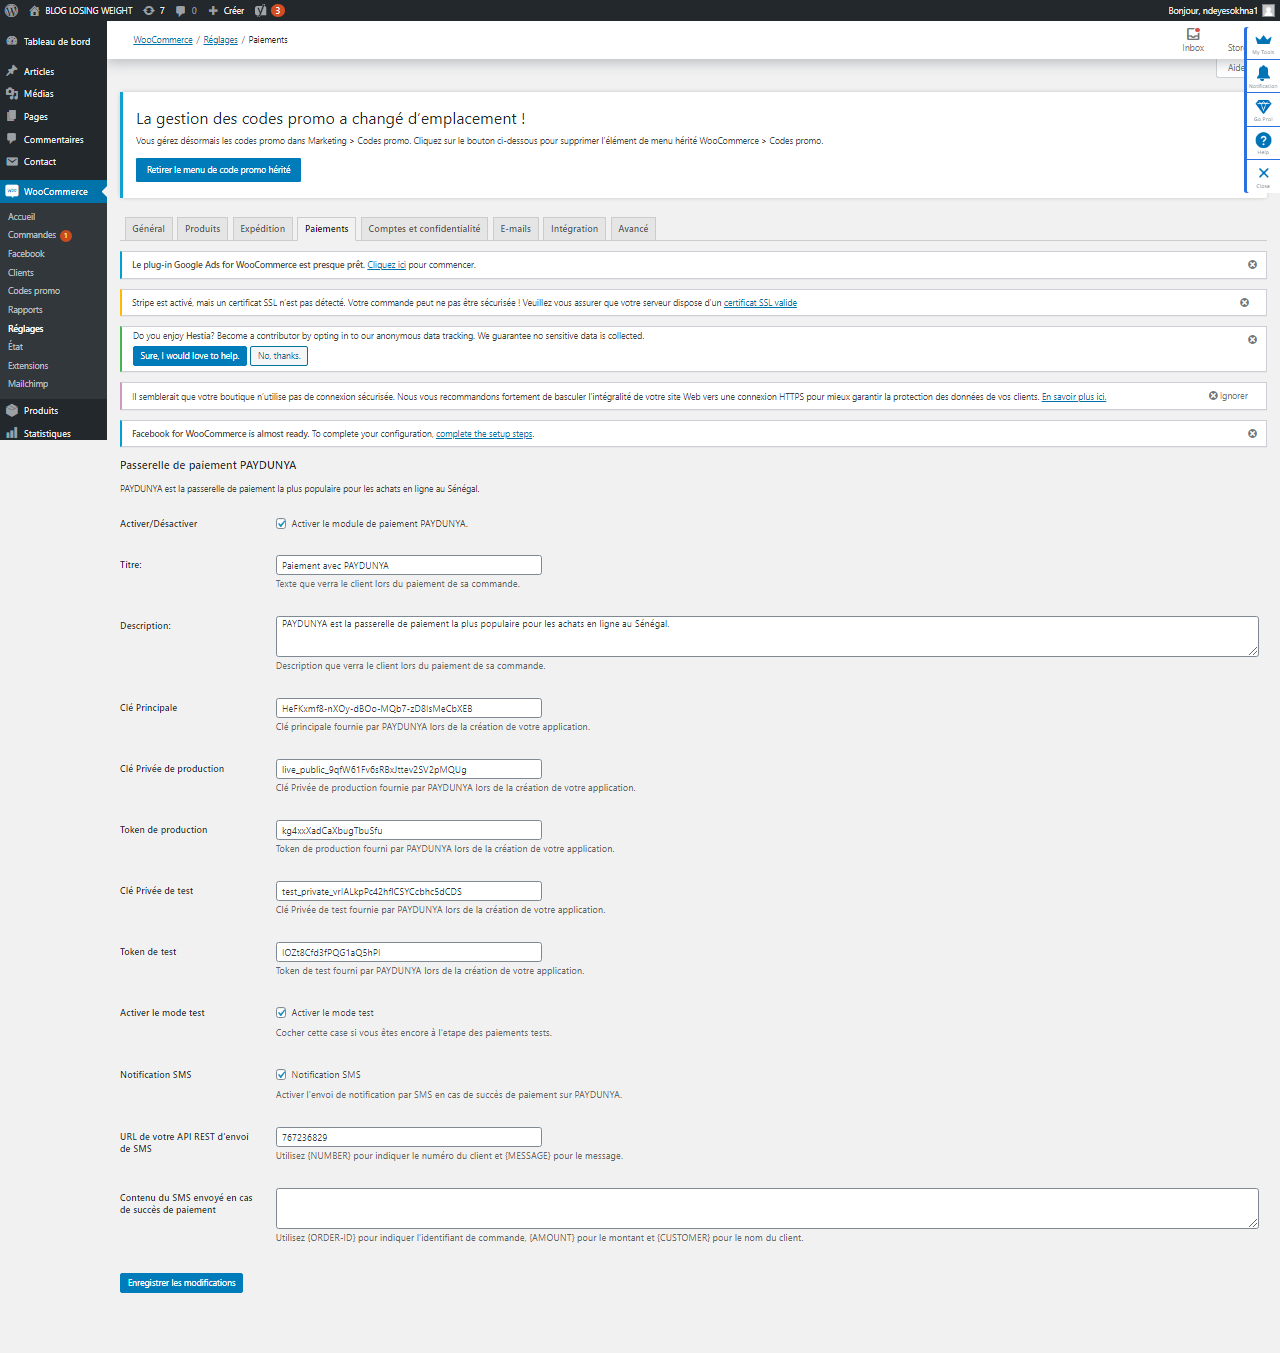 BLOG LOSING WEIGHT 7 0 Créer 3 Bonjour, ndeyesokhna1
Tableau de bord
Articles
Médias
Pages
Commentaires
Contact
WooCommerce
Accueil
Commandes 1
Facebook
Clients
Codes promo
Rapports
Réglages
État
Extensions
Mailchimp
Produits
Statistiques
WooCommerce / Réglages / Paiements
Inbox
Store
Aide
My Tools
Notification
Go Pro!
Help
Close
La gestion des codes promo a changé d'emplacement !
Vous gérez désormais les codes promo dans Marketing > Codes promo. Cliquez sur le bouton ci-dessous pour supprimer l'élément de menu hérité WooCommerce > Codes promo.
Retirer le menu de code promo hérité
Général Produits Expédition Paiements Comptes et confidentialité E-mails Intégration Avancé
Le plug-in Google Ads for WooCommerce est presque prêt. Cliquez ici pour commencer.
Stripe est activé, mais un certificat SSL n'est pas détecté. Votre commande peut ne pas être sécurisée ! Veuillez vous assurer que votre serveur dispose d'un certificat SSL valide
Do you enjoy Hestia? Become a contributor by opting in to our anonymous data tracking. We guarantee no sensitive data is collected.
Sure, I would love to help. No, thanks.
Il semblerait que votre boutique n'utilise pas de connexion sécurisée. Nous vous recommandons fortement de basculer l'intégralité de votre site Web vers une connexion HTTPS pour mieux garantir la protection des données de vos clients. En savoir plus ici. Ignorer
Facebook for WooCommerce is almost ready. To complete your configuration, complete the setup steps.
Passerelle de paiement PAYDUNYA
PAYDUNYA est la passerelle de paiement la plus populaire pour les achats en ligne au Sénégal.
Activer/Désactiver Activer le module de paiement PAYDUNYA.
Titre: Paiement avec PAYDUNYA
Texte que verra le client lors du paiement de sa commande.
Description: PAYDUNYA est la passerelle de paiement la plus populaire pour les achats en ligne au Sénégal.
Description que verra le client lors du paiement de sa commande.
Clé Principale HeFKxmf8-nXOy-dBOo-MQb7-zD8lsMeCbXEB
Clé principale fournie par PAYDUNYA lors de la création de votre application.
Clé Privée de production live_public_9qfW61Fv6sRBxJttev2SV2pMQUg
Clé Privée de production fournie par PAYDUNYA lors de la création de votre application.
Token de production kg4xxXadCaXbugTbuSfu
Token de production fourni par PAYDUNYA lors de la création de votre application.
Clé Privée de test test_private_vrIALkpPc42hflCSYCcbhc5dCDS
Clé Privée de test fournie par PAYDUNYA lors de la création de votre application.
Token de test lOZt8Cfd3fPQG1aQ5hPl
Token de test fourni par PAYDUNYA lors de la création de votre application.
Activer le mode test Activer le mode test
Cocher cette case si vous êtes encore à l'etape des paiements tests.
Notification SMS Notification SMS
Activer l'envoi de notification par SMS en cas de succès de paiement sur PAYDUNYA.
URL de votre API REST d'envoi
de SMS 767236829
Utilisez {NUMBER} pour indiquer le numéro du client et {MESSAGE} pour le message.
Contenu du SMS envoyé en cas
de succès de paiement
Utilisez {ORDER-ID} pour indiquer l'identifiant de commande, {AMOUNT} pour le montant et {CUSTOMER} pour le nom du client.
Enregistrer les modifications